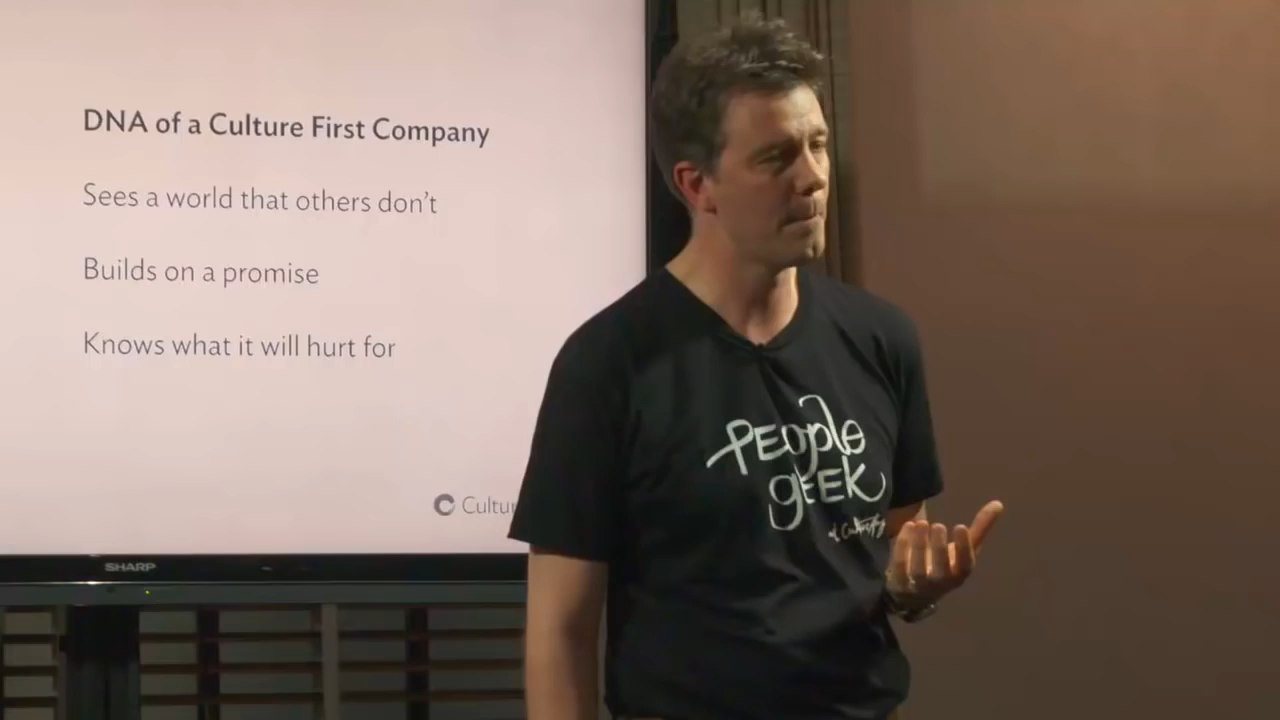 DNA of a Culture First Company
Sees a world that others don't
Builds on a promise
Knows what it will hurt for
Cultur
SHARP
PEOPle
gEEK